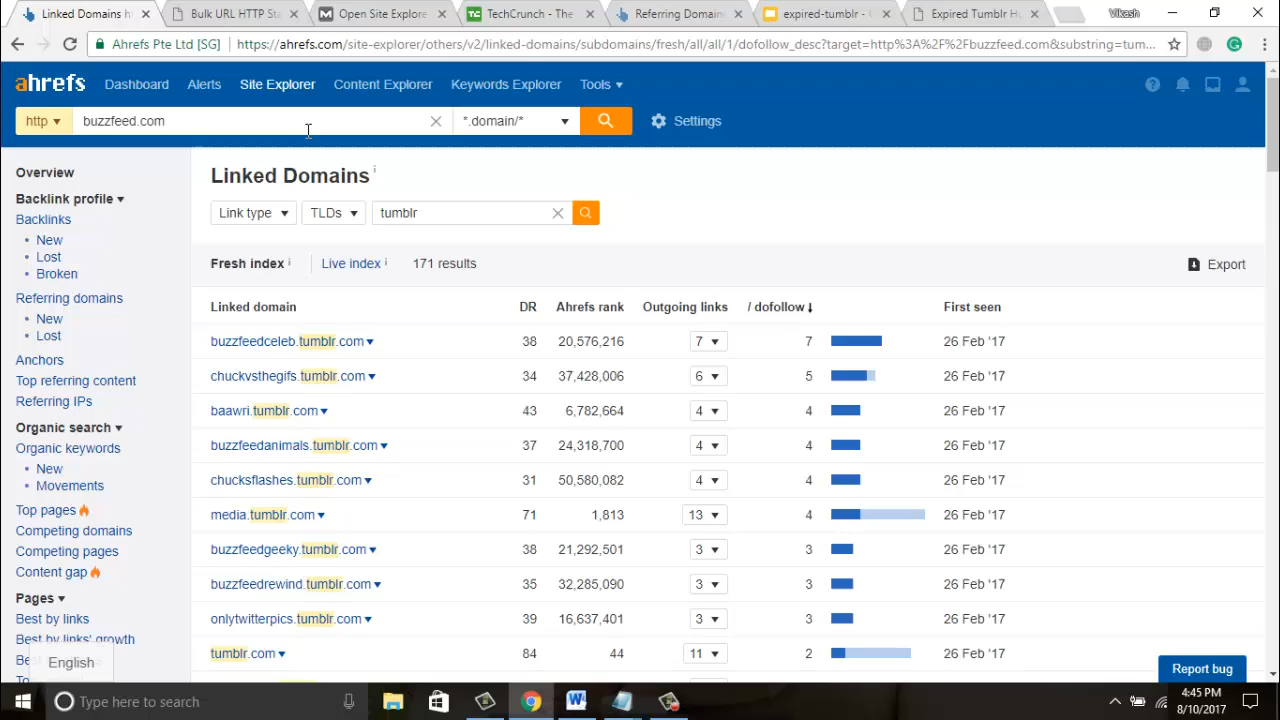 Linked Domains h
Bulk URL HTTP Sta
Open Site Explore
TechCrunch - The
Referring Domain
expired-tumblr -
Expired Tumblr Hu
Vikash
Ahrefs Pte Ltd [SG]
https://ahrefs.com/site-explorer/others/v2/linked-domains/subdomains/fresh/all/all/1/dofollow_desc?target=http%3A%2F%2Fbuzzfeed.com&substring=tum...
ahrefs Dashboard Alerts Site Explorer Content Explorer Keywords Explorer Tools
http buzzfeed.com *.domain/* Settings
Overview
Backlink profile
Backlinks
New
Lost
Broken
Referring domains
New
Lost
Anchors
Top referring content
Referring IPs
Organic search
Organic keywords
New
Movements
Top pages
Competing domains
Competing pages
Content gap
Pages
Best by links
Best by links' growth
English
Linked Domains i
Link type TLDs tumblr
Fresh index i Live index i 171 results Export
Linked domain DR Ahrefs rank Outgoing links / dofollow First seen
buzzfeedceleb.tumblr.com 38 20,576,216 7 7 26 Feb '17
chuckvsthegifs.tumblr.com 34 37,428,006 6 5 26 Feb '17
baawri.tumblr.com 43 6,782,664 4 4 26 Feb '17
buzzfeedanimals.tumblr.com 37 24,318,700 4 4 26 Feb '17
chucksflashes.tumblr.com 31 50,580,082 4 4 26 Feb '17
media.tumblr.com 71 1,813 13 4 26 Feb '17
buzzfeedgeeky.tumblr.com 38 21,292,501 3 3 26 Feb '17
buzzfeedrewind.tumblr.com 35 32,285,090 3 3 26 Feb '17
onlytwitterpics.tumblr.com 39 16,637,401 3 3 26 Feb '17
tumblr.com 84 44 11 2 26 Feb '17
Report bug
Type here to search
4:45 PM
8/10/2017